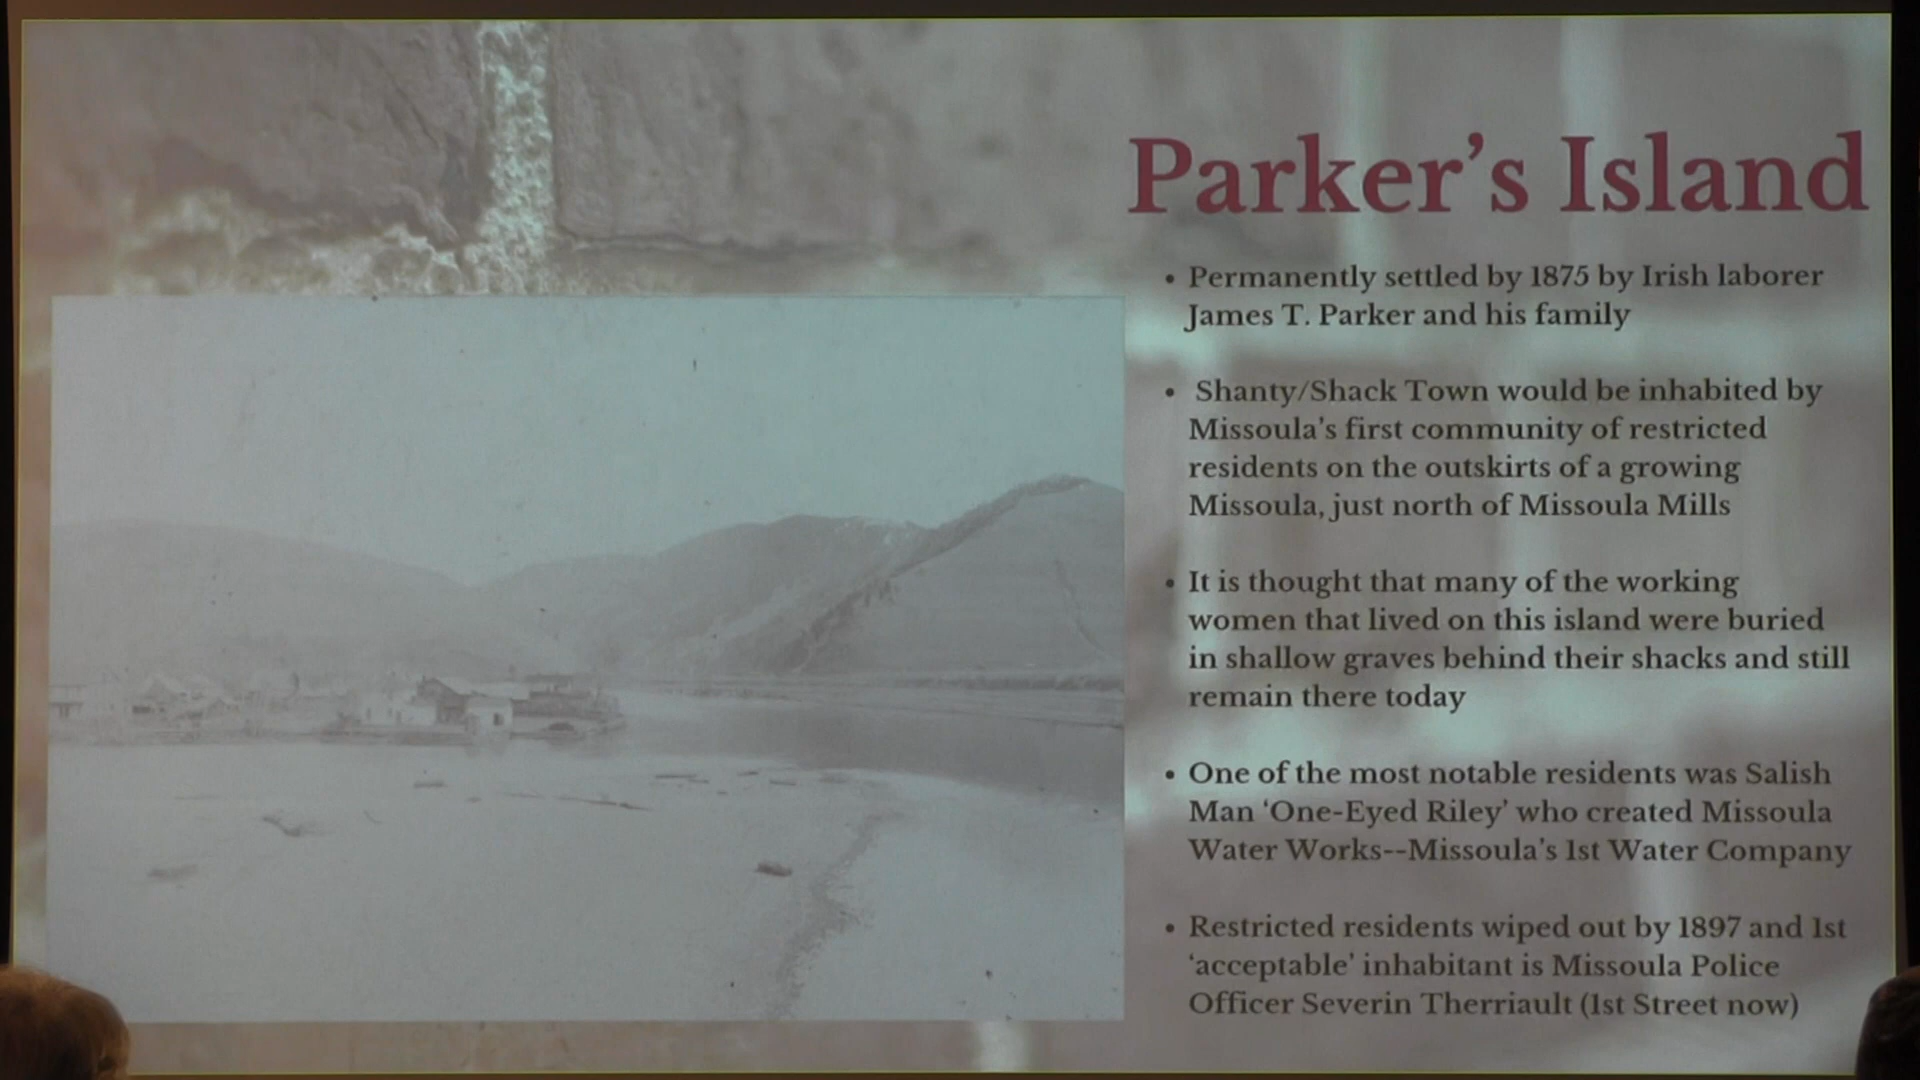 Parker's Island
• Permanently settled by 1875 by Irish laborer
James T. Parker and his family
• Shanty/Shack Town would be inhabited by
Missoula's first community of restricted
residents on the outskirts of a growing
Missoula, just north of Missoula Mills
• It is thought that many of the working
women that lived on this island were buried
in shallow graves behind their shacks and still
remain there today
• One of the most notable residents was Salish
Man ‘One-Eyed Riley’ who created Missoula
Water Works--Missoula's 1st Water Company
• Restricted residents wiped out by 1897 and 1st
‘acceptable’ inhabitant is Missoula Police
Officer Severin Therriault (1st Street now)